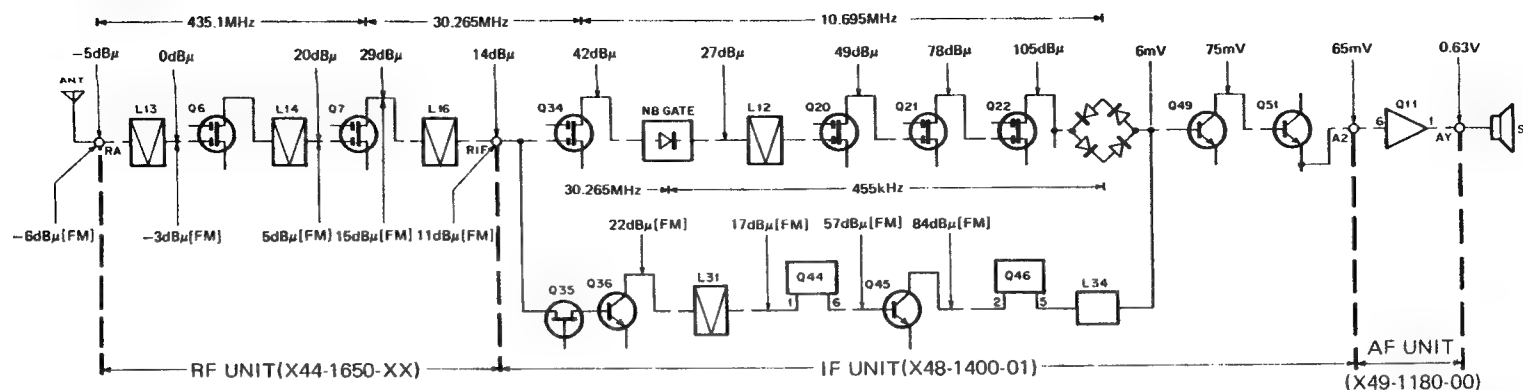 435.1MHz 30.265MHz 10.695MHz
-5dBμ 0dBμ 20dBμ 29dBμ 14dBμ 42dBμ 27dBμ 49dBμ 78dBμ 105dBμ 6mV 75mV 65mV 0.63V
ANT L13 Q6 L14 Q7 L16 Q34 NB GATE L12 Q20 Q21 Q22 Q49 Q51 Q11
RA RIF A2 6 1 AY
30.265MHz 455kHz
-6dBμ[FM] -3dBμ[FM] 5dBμ[FM] 15dBμ[FM] 11dBμ[FM] 22dBμ[FM] 17dBμ[FM] 57dBμ[FM] 84dBμ[FM]
Q35 Q36 L31 Q44 Q45 Q46 L34
1 6 2 5
RF UNIT(X44-1650-XX) IF UNIT(X48-1400-01) AF UNIT
(X49-1180-00)